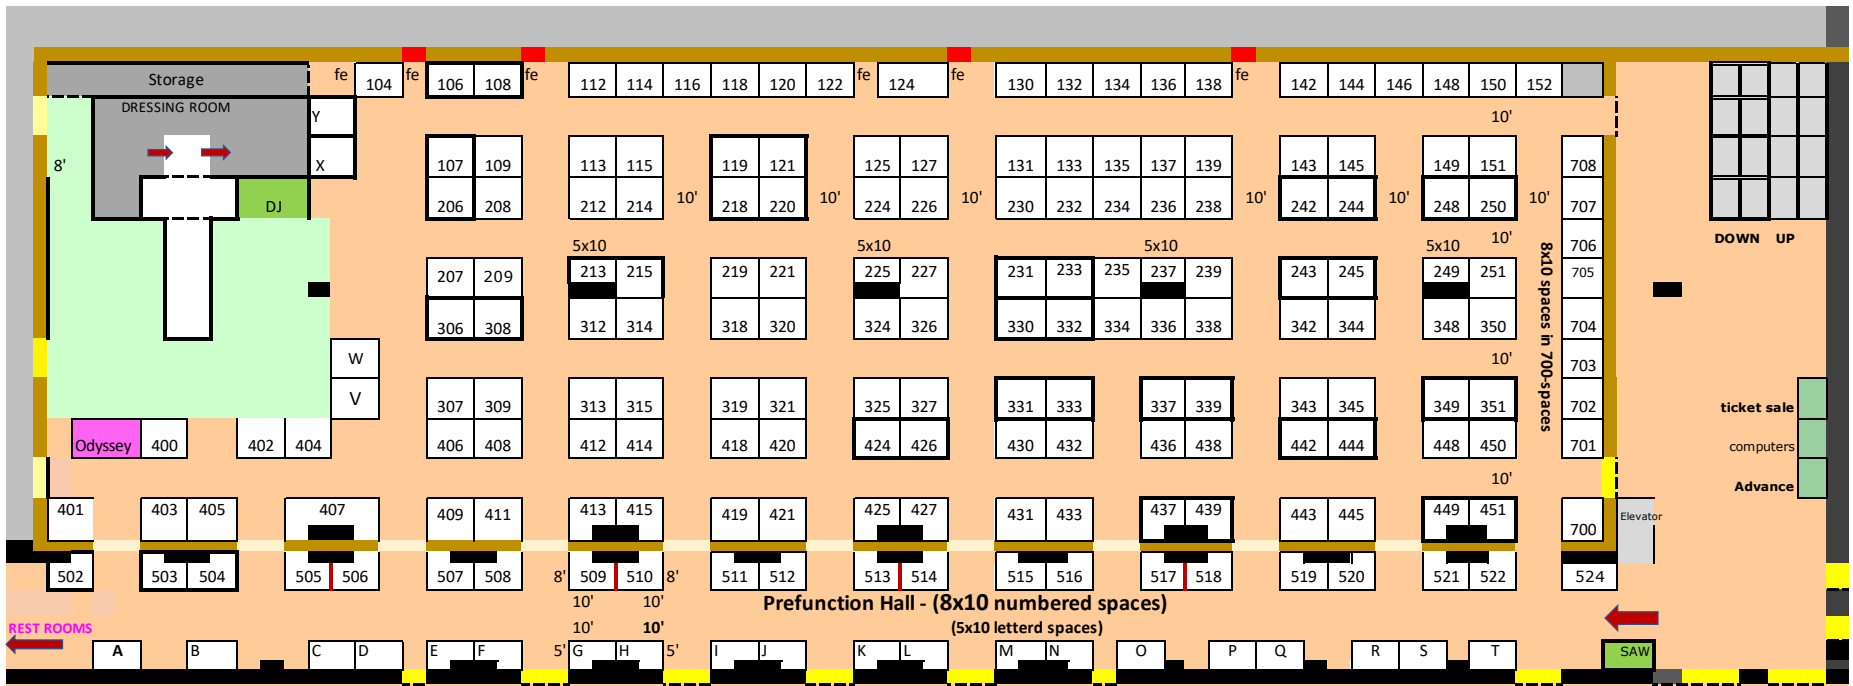 Storage
fe 104 fe 106 108 fe 112 114 116 118 120 122 fe 124 fe 130 132 134 136 138 fe 142 144 146 148 150 152
DRESSING ROOM
Y 10'
8' X 107 109 113 115 119 121 125 127 131 133 135 137 139 143 145 149 151 708
DJ 206 208 212 214 10' 218 220 10' 224 226 10' 230 232 234 236 238 10' 242 244 10' 248 250 10' 707
5x10 5x10 5x10 5x10 10' 706 DOWN UP
207 209 213 215 219 221 225 227 231 233 235 237 239 243 245 249 251 705
8x10 spaces in 700-spaces
306 308 312 314 318 320 324 326 330 332 334 336 338 342 344 348 350 704
W 10' 703
V 307 309 313 315 319 321 325 327 331 333 337 339 343 345 349 351 702 ticket sale
Odyssey 400 402 404 406 408 412 414 418 420 424 426 430 432 436 438 442 444 448 450 701 computers
10' Advance
401 403 405 407 409 411 413 415 419 421 425 427 431 433 437 439 443 445 449 451 700 Elevator
502 503 504 505 506 507 508 8' 509 510 8' 511 512 513 514 515 516 517 518 519 520 521 522 524
10' 10' Prefunction Hall - (8x10 numbered spaces)
REST ROOMS 10' 10' (5x10 letterd spaces)
A B C D E F 5' G H 5' I J K L M N O P Q R S T SAW